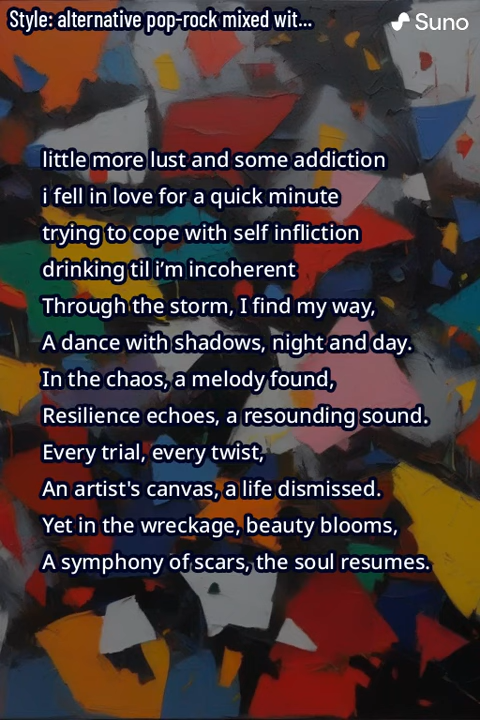 Style: alternative pop-rock mixed wit...
Suno
little more lust and some addiction
i fell in love for a quick minute
trying to cope with self infliction
drinking til i'm incoherent
Through the storm, I find my way,
A dance with shadows, night and day.
In the chaos, a melody found,
Resilience echoes, a resounding sound.
Every trial, every twist,
An artist's canvas, a life dismissed.
Yet in the wreckage, beauty blooms,
A symphony of scars, the soul resumes.